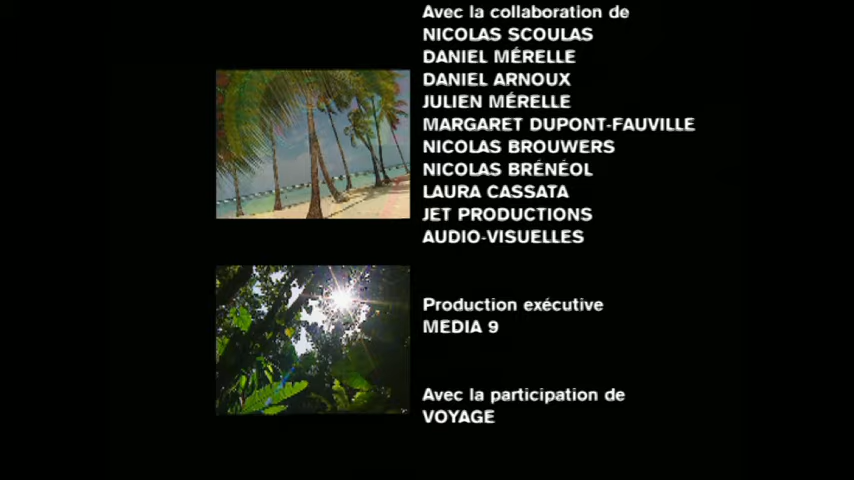 Avec la collaboration de
NICOLAS SCOULAS
DANIEL MÉRELLE
DANIEL ARNOUX
JULIEN MÉRELLE
MARGARET DUPONT-FAUVILLE
NICOLAS BROUWERS
NICOLAS BRÉNÉOL
LAURA CASSATA
JET PRODUCTIONS
AUDIO-VISUELLES
Production exécutive
MEDIA 9
Avec la participation de
VOYAGE